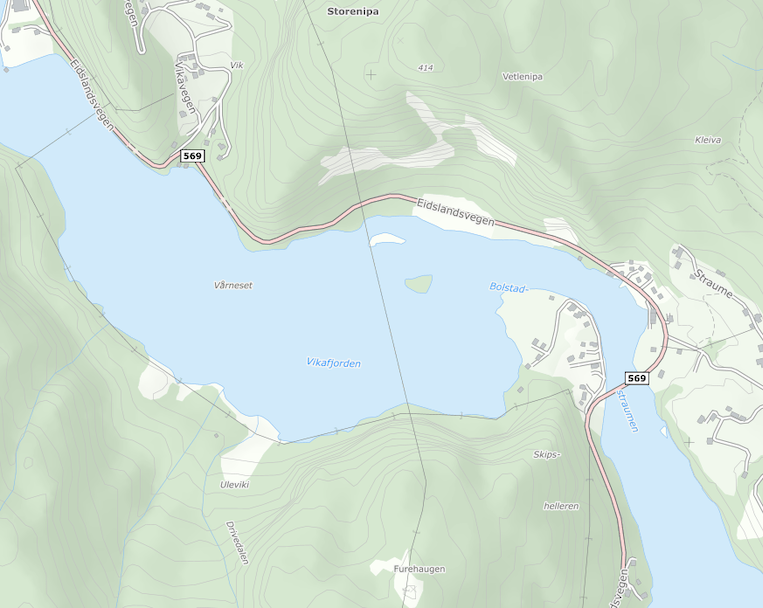 Storenipa
vegen
Vik
414
Vetlenipa
Eidslandsvegen
Vikavegen
Kleiva
569
Eidslandsvegen
Straume
Vårneset
Bolstad-
Vikafjorden
569
straumen
Skips-
Uleviki
helleren
Drivedalen
Furehaugen
dsvegen